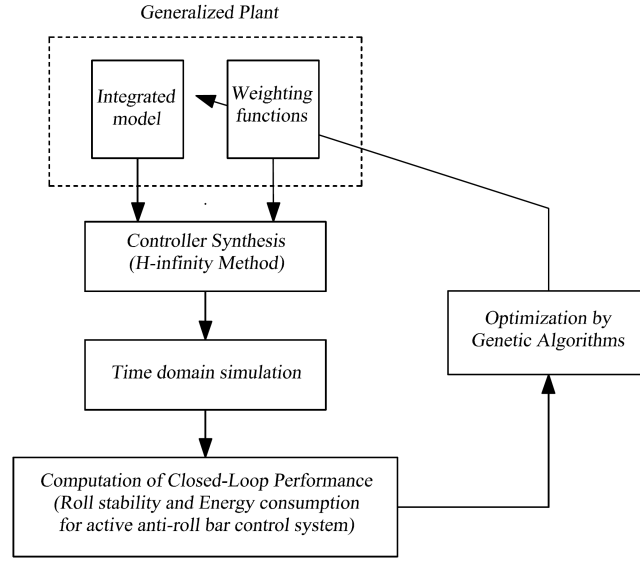 Generalized Plant
Integrated
model
Weighting
functions
Controller Synthesis
(H-infinity Method)
Optimization by
Genetic Algorithms
Time domain simulation
Computation of Closed-Loop Performance
(Roll stability and Energy consumption
for active anti-roll bar control system)